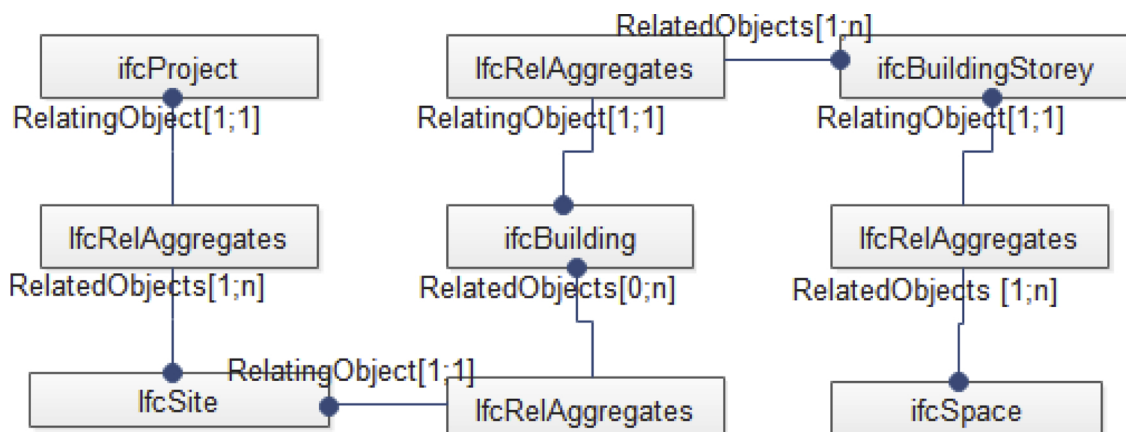 RelatedObjects[1;n]
ifcProject
IfcRelAggregates
ifcBuildingStorey
RelatingObject[1;1]
RelatingObject[1;1]
RelatingObject[1;1]
IfcRelAggregates
ifcBuilding
IfcRelAggregates
RelatedObjects[1;n]
RelatedObjects[0;n]
RelatedObjects [1;n]
RelatingObject[1;1]
IfcSite
IfcRelAggregates
ifcSpace